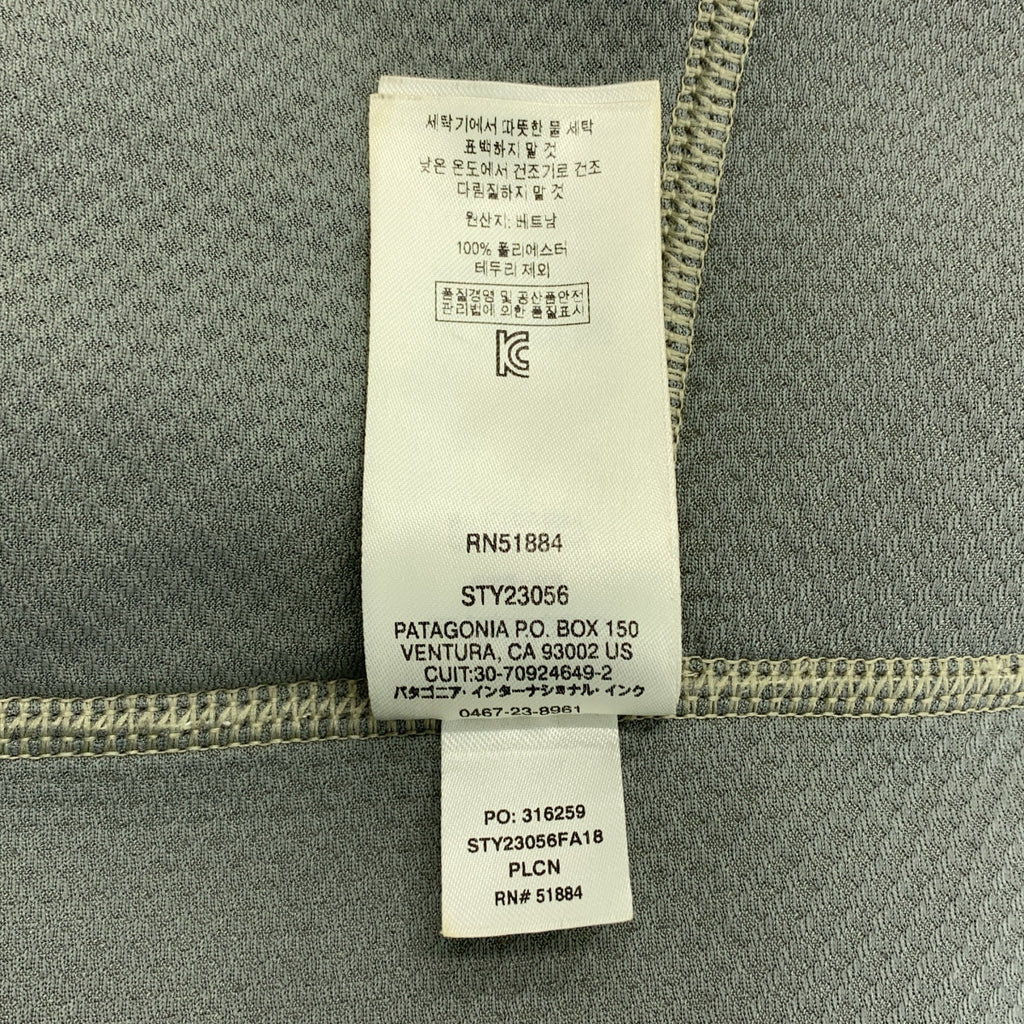 세탁기에서 따뜻한 물 세탁
표백하지 말 것
낮은 온도에서 건조기로 건조
다림질하지 말 것
원산지: 베트남
100% 폴리에스터
테두리 제외
품질경영 및 공산품안전
관리법에 의한 품질표시
RN51884
STY23056
PATAGONIA P.O. BOX 150
VENTURA, CA 93002 US
CUIT:30-70924649-2
パタゴニア・インターナショナル・インク
0467-23-8961
PO: 316259
STY23056FA18
PLCN
RN# 51884